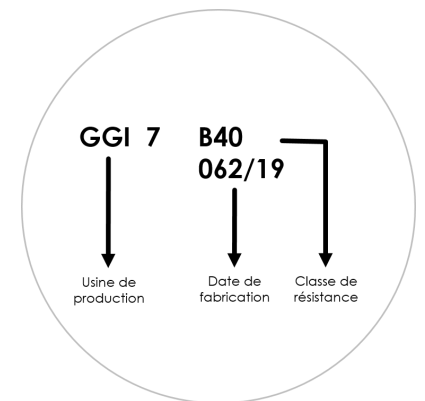 GGI 7 B40
062/19
Usine de
production
Date de
fabrication
Classe de
résistance